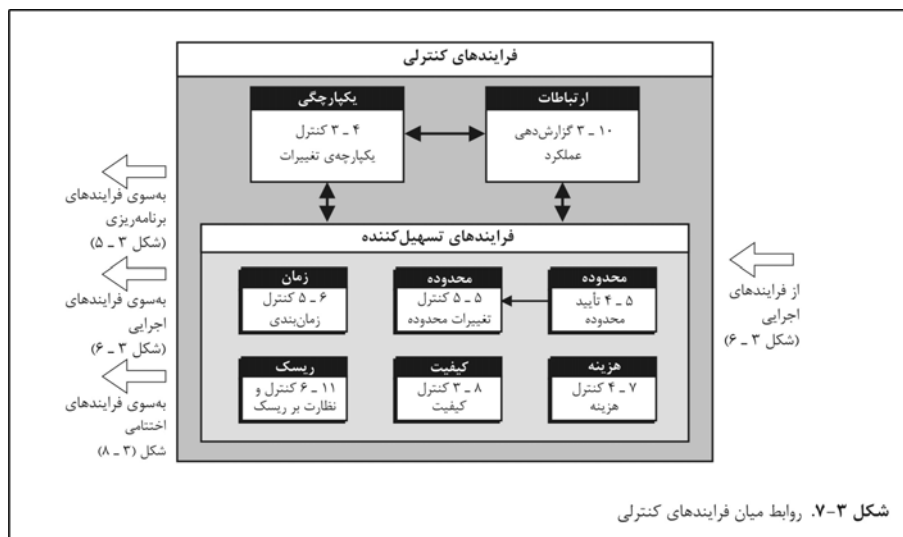 فرایندهای کنترلی
ارتباطات
۱۰ ـ ۳ گزارش‌دهی
عملکرد
یکپارچگی
۴ ـ ۳ کنترل
یکپارچه‌ی تغییرات
فرایندهای تسهیل‌کننده
محدوده
۵ ـ ۴ تأیید
محدوده
محدوده
۵ ـ ۵ کنترل
تغییرات محدوده
زمان
۶ ـ ۵ کنترل
زمان‌بندی
هزینه
۷ ـ ۴ کنترل
هزینه
کیفیت
۸ ـ ۳ کنترل
کیفیت
ریسک
۱۱ ـ ۶ کنترل و
نظارت بر ریسک
از فرایندهای
اجرایی
(شکل ۳ ـ ۶)
به‌سوی فرایندهای
برنامه‌ریزی
(شکل ۳ ـ ۵)
به‌سوی فرایندهای
اجرایی
(شکل ۳ ـ ۶)
به‌سوی فرایندهای
اختتامی
شکل (۳ ـ ۸)
شکل ۳-۷. روابط میان فرایندهای کنترلی